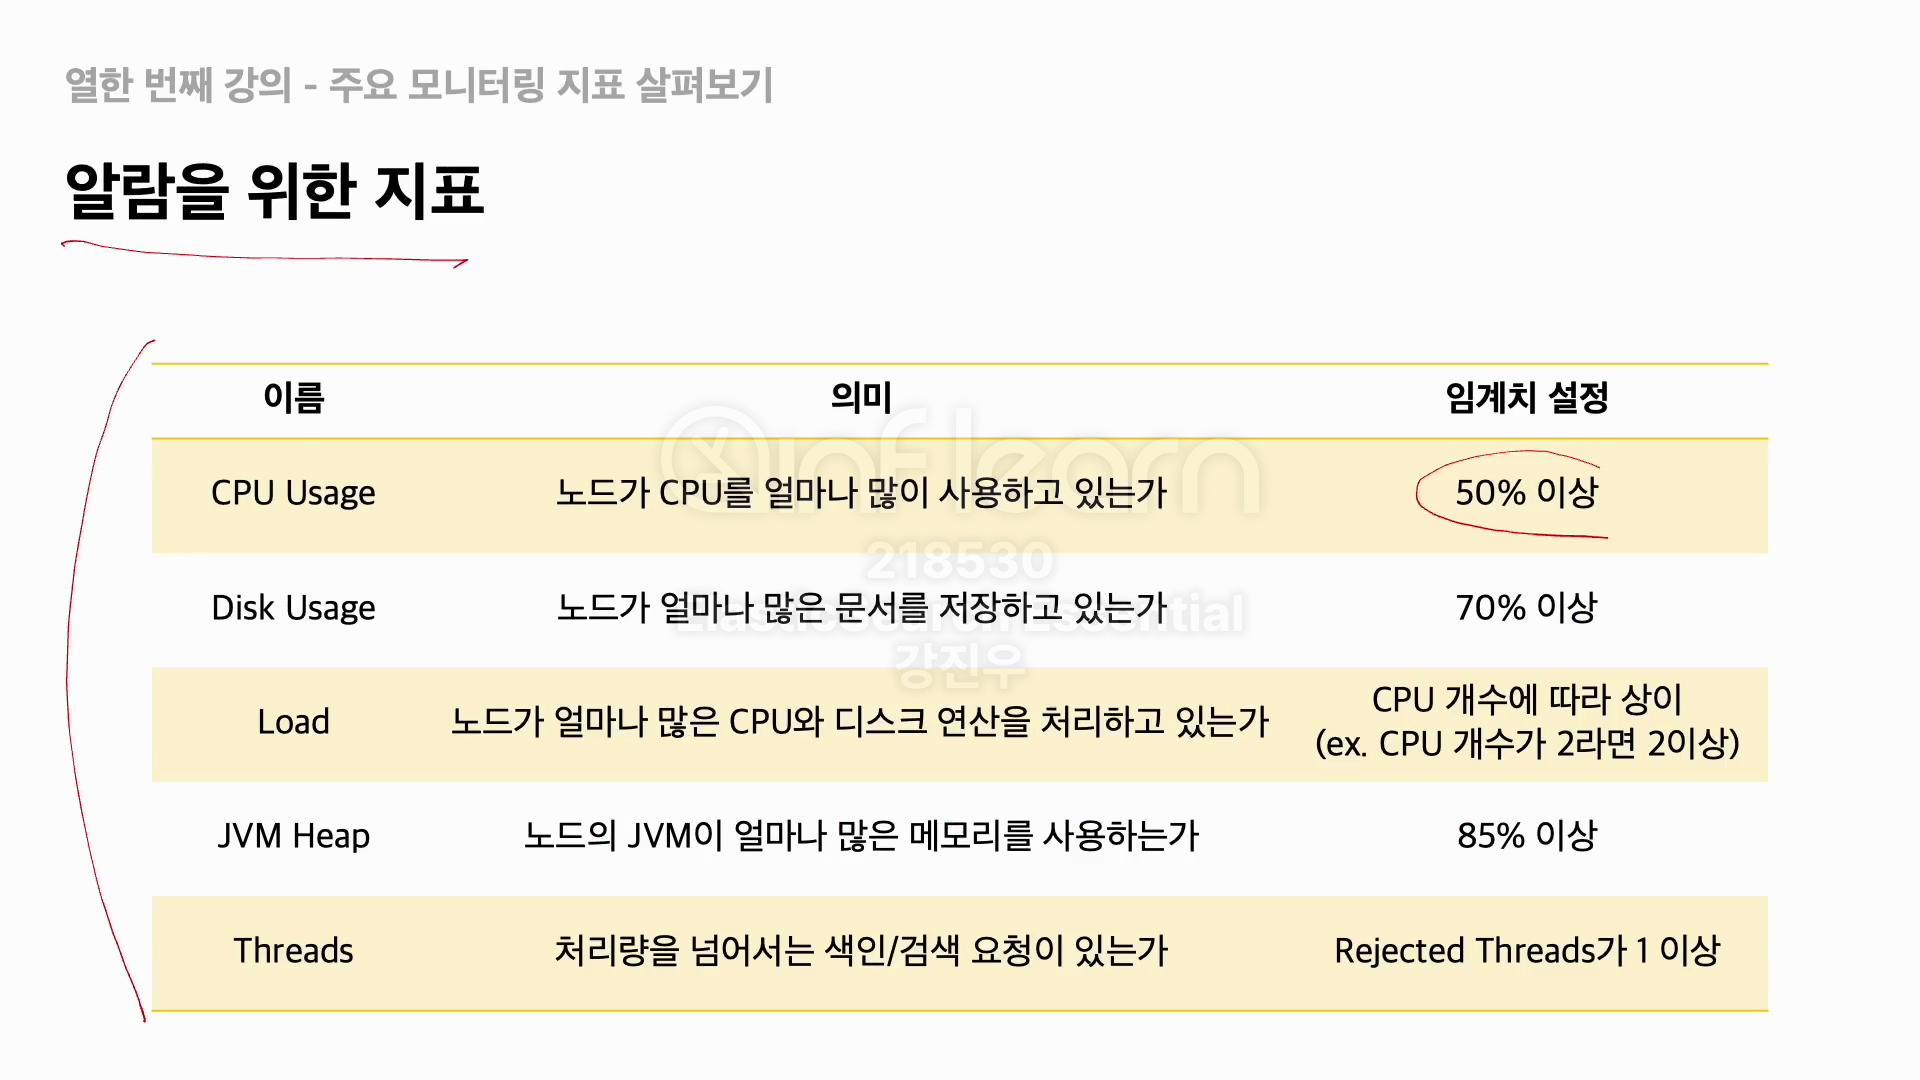 열한 번째 강의 - 주요 모니터링 지표 살펴보기
알람을 위한 지표
이름 의미 임계치 설정
CPU Usage 노드가 CPU를 얼마나 많이 사용하고 있는가 50% 이상
Disk Usage 노드가 얼마나 많은 문서를 저장하고 있는가 70% 이상
Load 노드가 얼마나 많은 CPU와 디스크 연산을 처리하고 있는가 CPU 개수에 따라 상이
(ex. CPU 개수가 2라면 2이상)
JVM Heap 노드의 JVM이 얼마나 많은 메모리를 사용하는가 85% 이상
Threads 처리량을 넘어서는 색인/검색 요청이 있는가 Rejected Threads가 1 이상
inflearn
218530
ElasticSearch Essential
강진우